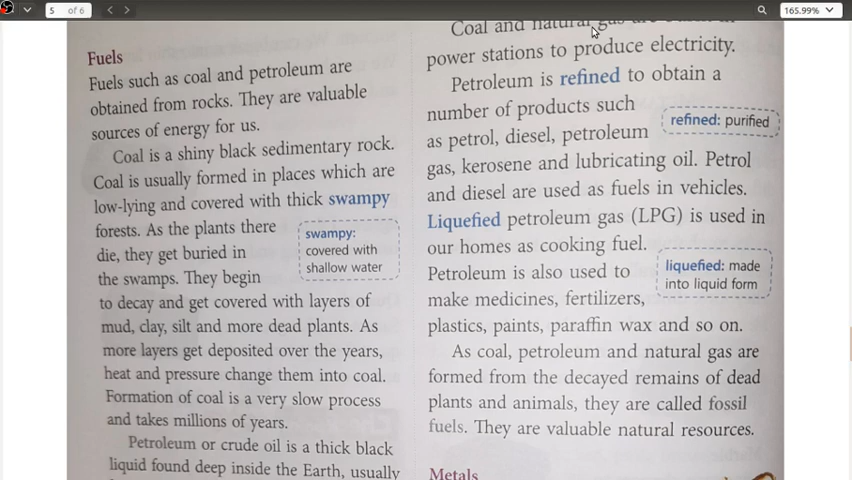 5 of 6
165.99%
Fuels
Fuels such as coal and petroleum are
obtained from rocks. They are valuable
sources of energy for us.
Coal is a shiny black sedimentary rock.
Coal is usually formed in places which are
low-lying and covered with thick swampy
forests. As the plants there
die, they get buried in
the swamps. They begin
to decay and get covered with layers of
mud, clay, silt and more dead plants. As
more layers get deposited over the years,
heat and pressure change them into coal.
Formation of coal is a very slow process
and takes millions of years.
Petroleum or crude oil is a thick black
liquid found deep inside the Earth, usually
swampy:
covered with
shallow water
Coal and natural gas are
power stations to produce electricity.
Petroleum is refined to obtain a
number of products such
as petrol, diesel, petroleum
gas, kerosene and lubricating oil. Petrol
and diesel are used as fuels in vehicles.
Liquefied petroleum gas (LPG) is used in
our homes as cooking fuel.
Petroleum is also used to
make medicines, fertilizers,
plastics, paints, paraffin wax and so on.
As coal, petroleum and natural gas are
formed from the decayed remains of dead
plants and animals, they are called fossil
fuels. They are valuable natural resources.
refined: purified
liquefied: made
into liquid form
Metals